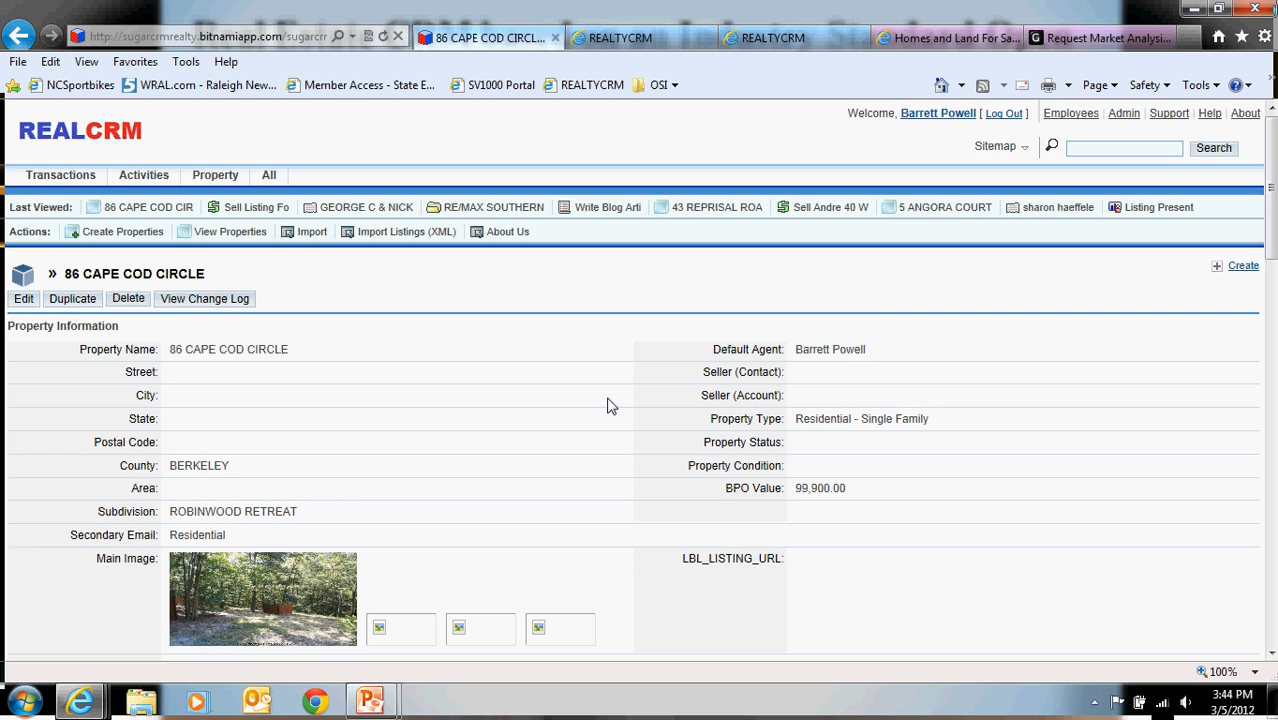 http://sugarcrmrealty.bitnamiapp.com/sugarcr
86 CAPE COD CIRCLE...
REALTYCRM
REALTYCRM
Homes and Land For Sa...
Request Market Analysi...
File Edit View Favorites Tools Help
NCSportbikes
WRAL.com - Raleigh New...
Member Access - State E...
SV1000 Portal
REALTYCRM
OSI
Page
Safety
Tools
REALCRM
Welcome, Barrett Powell [ Log Out ] Employees Admin Support Help About
Sitemap
Search
Transactions Activities Property All
Last Viewed: 86 CAPE COD CIR Sell Listing Fo GEORGE C & NICK RE/MAX SOUTHERN Write Blog Arti 43 REPRISAL ROA Sell Andre 40 W 5 ANGORA COURT sharon haeffele Listing Present
Actions: Create Properties View Properties Import Import Listings (XML) About Us
» 86 CAPE COD CIRCLE
Create
Edit Duplicate Delete View Change Log
Property Information
Property Name: 86 CAPE COD CIRCLE Default Agent: Barrett Powell
Street: Seller (Contact):
City: Seller (Account):
State: Property Type: Residential - Single Family
Postal Code: Property Status:
County: BERKELEY Property Condition:
Area: BPO Value: 99,900.00
Subdivision: ROBINWOOD RETREAT
Secondary Email: Residential
Main Image: LBL_LISTING_URL:
100%
3:44 PM
3/5/2012